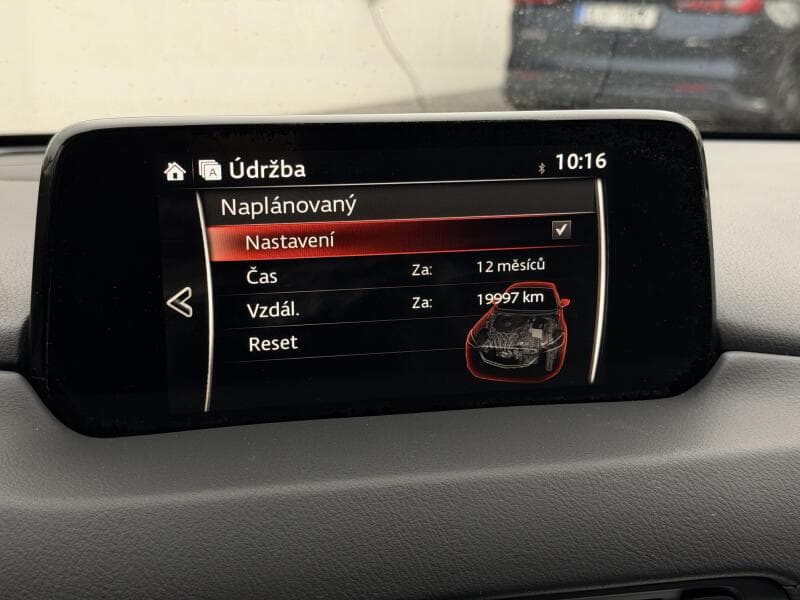 A Údržba 10:16
Naplánovaný
Nastavení
Čas Za: 12 měsíců
Vzdál. Za: 19997 km
Reset